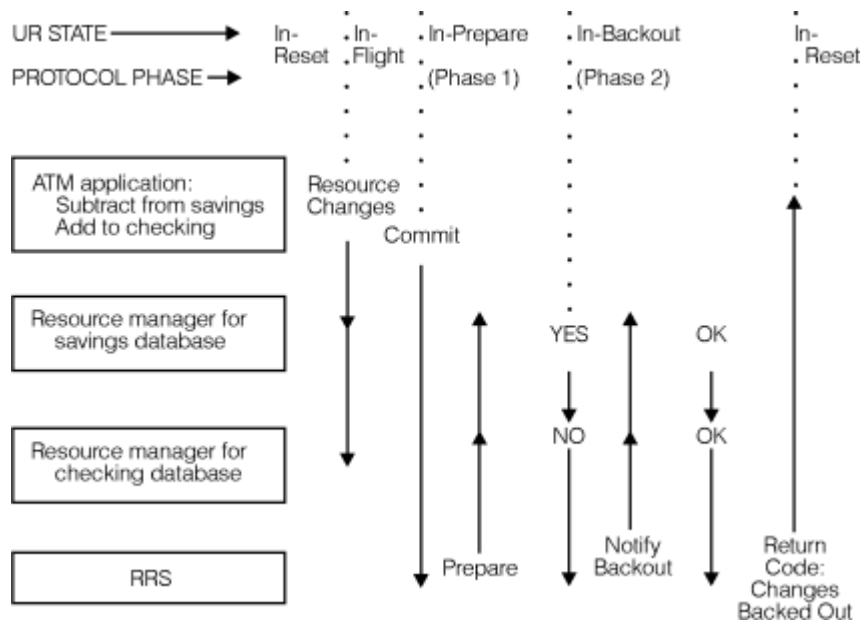 UR STATE In- In- In-Prepare In-Backout In-
Reset Flight Reset
PROTOCOL PHASE (Phase 1) (Phase 2)
ATM application:
Subtract from savings
Add to checking
Resource
Changes
Commit
Resource manager for
savings database
YES OK
Resource manager for
checking database
NO OK
RRS
Prepare
Notify
Backout
Return
Code:
Changes
Backed Out